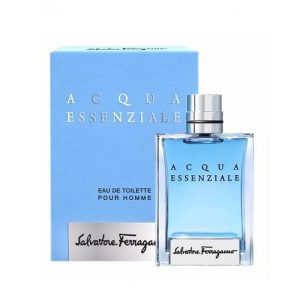 ACQUA
ESSENZIALE
EAU DE TOILETTE
POUR HOMME
Salvatore Ferragamo
ACQUA
ESSENZIALE
Salvatore Ferragamo